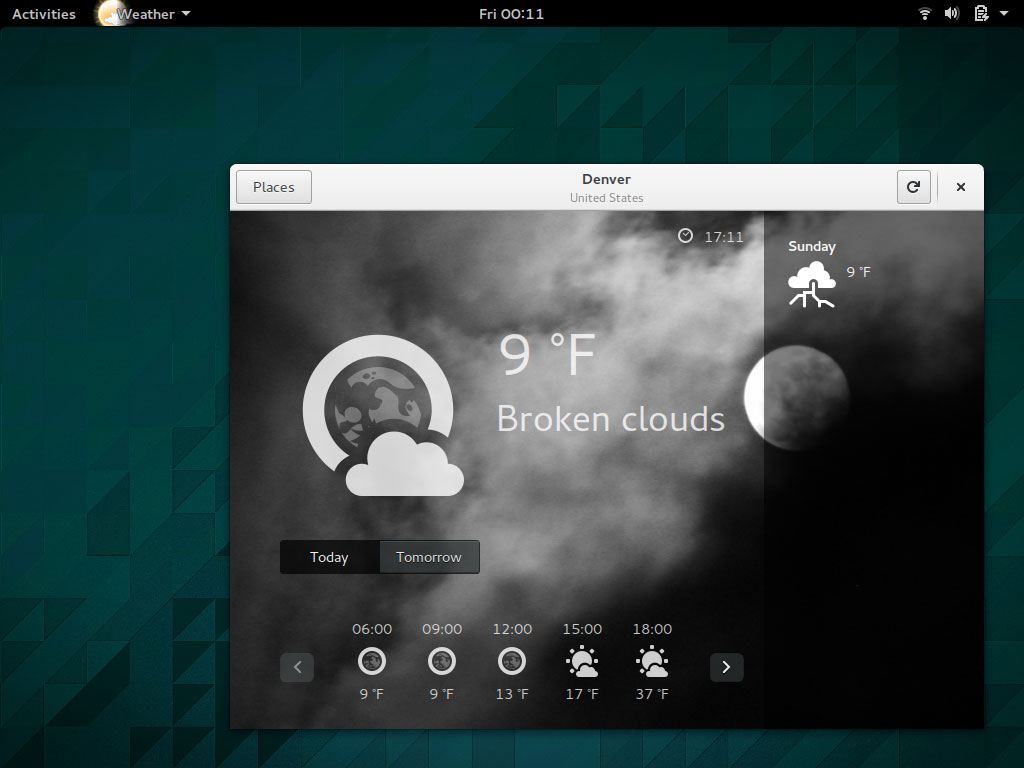 Activities
Weather
Fri 00:11
Places
Denver
United States
17:11
9 °F
Broken clouds
Today
Tomorrow
06:00 09:00 12:00 15:00 18:00
9 °F 9 °F 13 °F 17 °F 37 °F
Sunday
9 °F